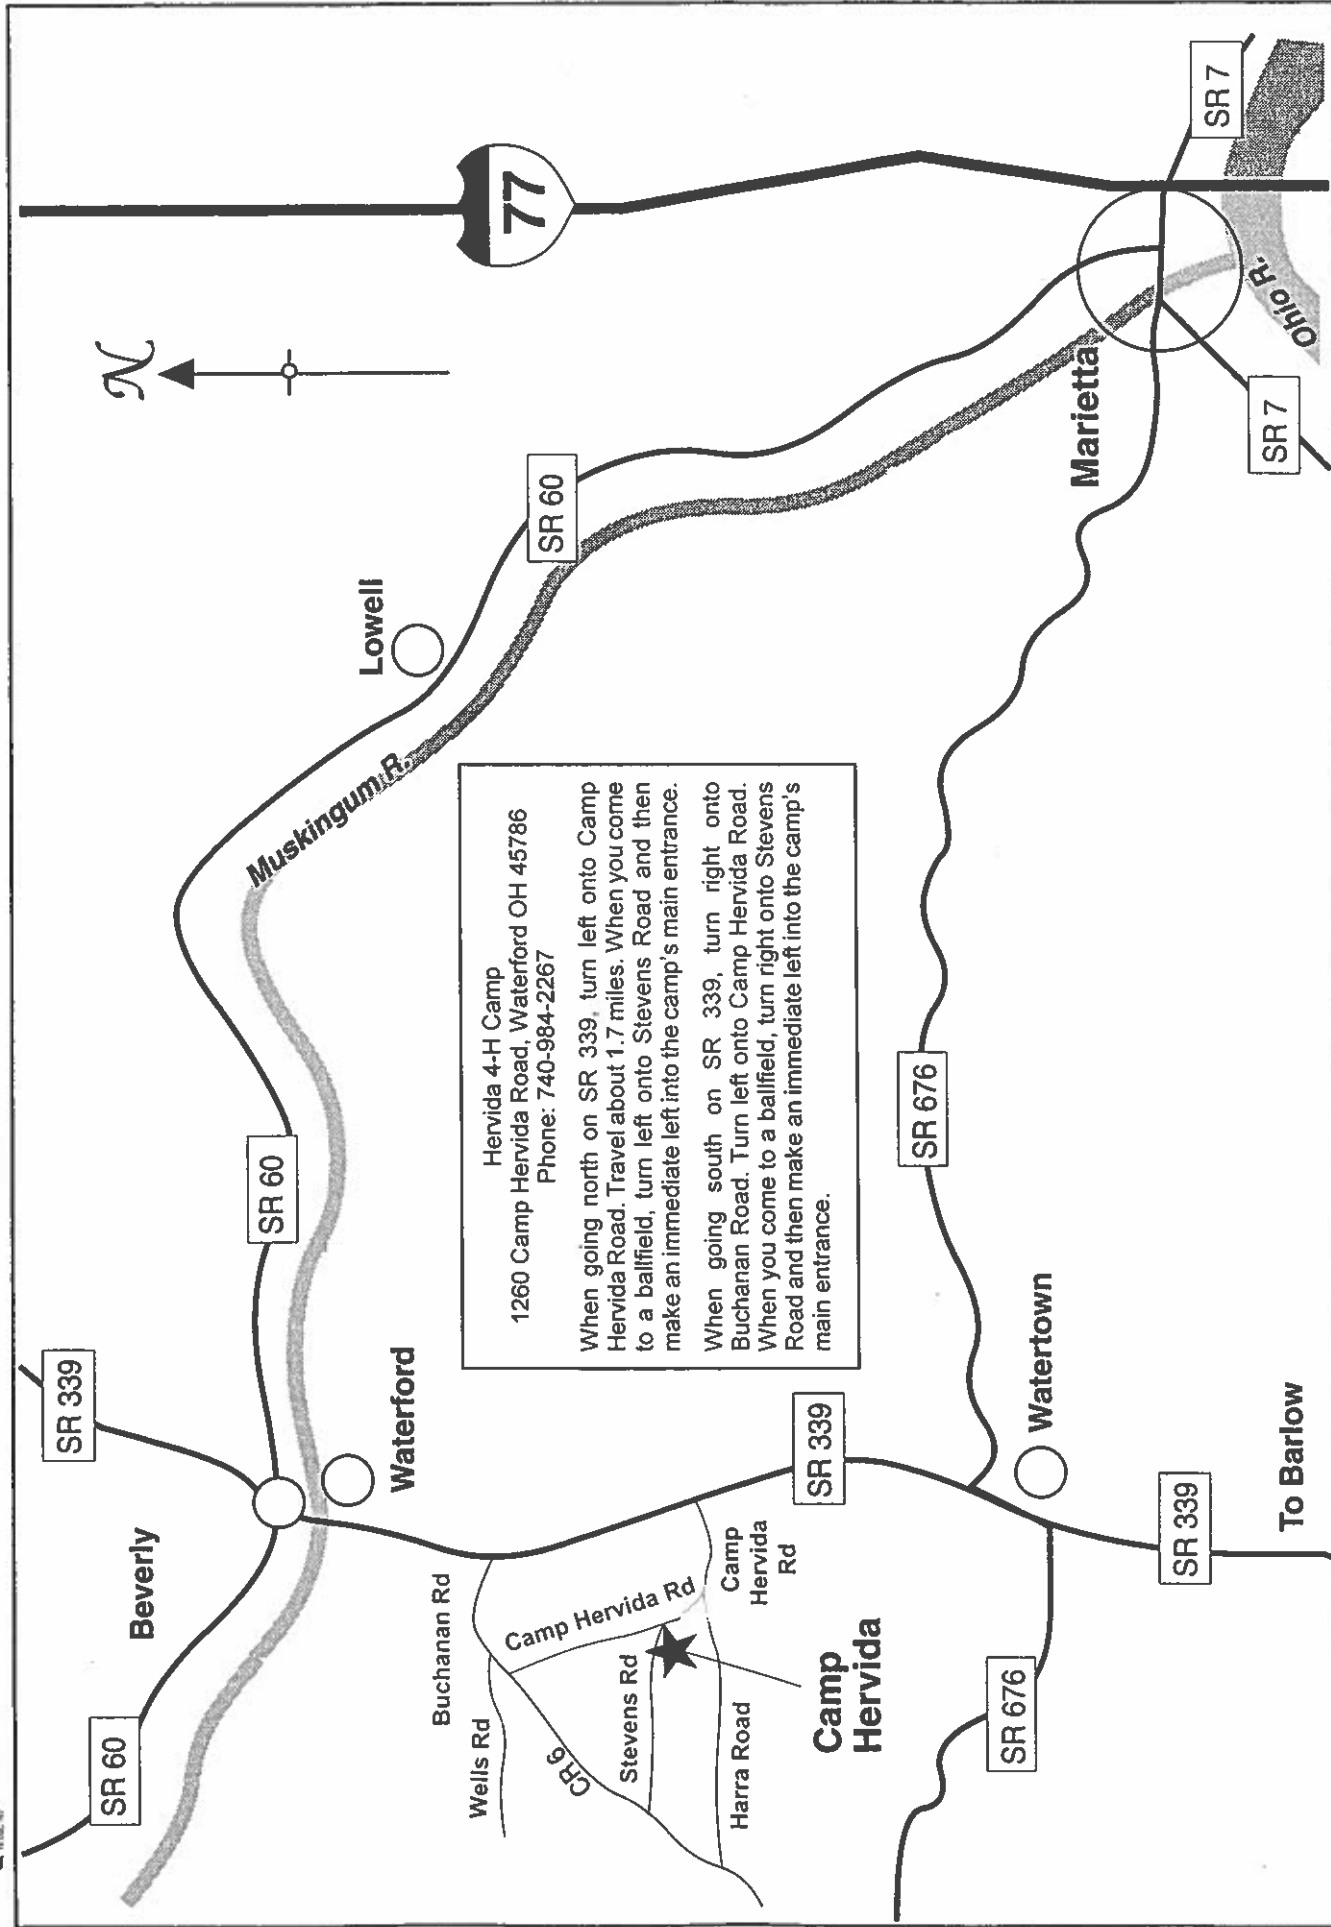 N
77
SR 339
Beverly
SR 60
SR 60
Waterford
Muskingum R.
Lowell
SR 60
Buchanan Rd
Wells Rd
CR 6
Camp Hervida Rd
Stevens Rd
Harra Road
Camp
Hervida
Rd
Camp
Hervida
Hervida 4-H Camp
1260 Camp Hervida Road, Waterford OH 45786
Phone: 740-984-2267
When going north on SR 339, turn left onto Camp
Hervida Road. Travel about 1.7 miles. When you come
to a ballfield, turn left onto Stevens Road and then
make an immediate left into the camp's main entrance.
When going south on SR 339, turn right onto
Buchanan Road. Turn left onto Camp Hervida Road.
When you come to a ballfield, turn right onto Stevens
Road and then make an immediate left into the camp's
main entrance.
SR 339
SR 676
SR 676
Watertown
SR 339
To Barlow
Marietta
SR 7
SR 7
Ohio R.